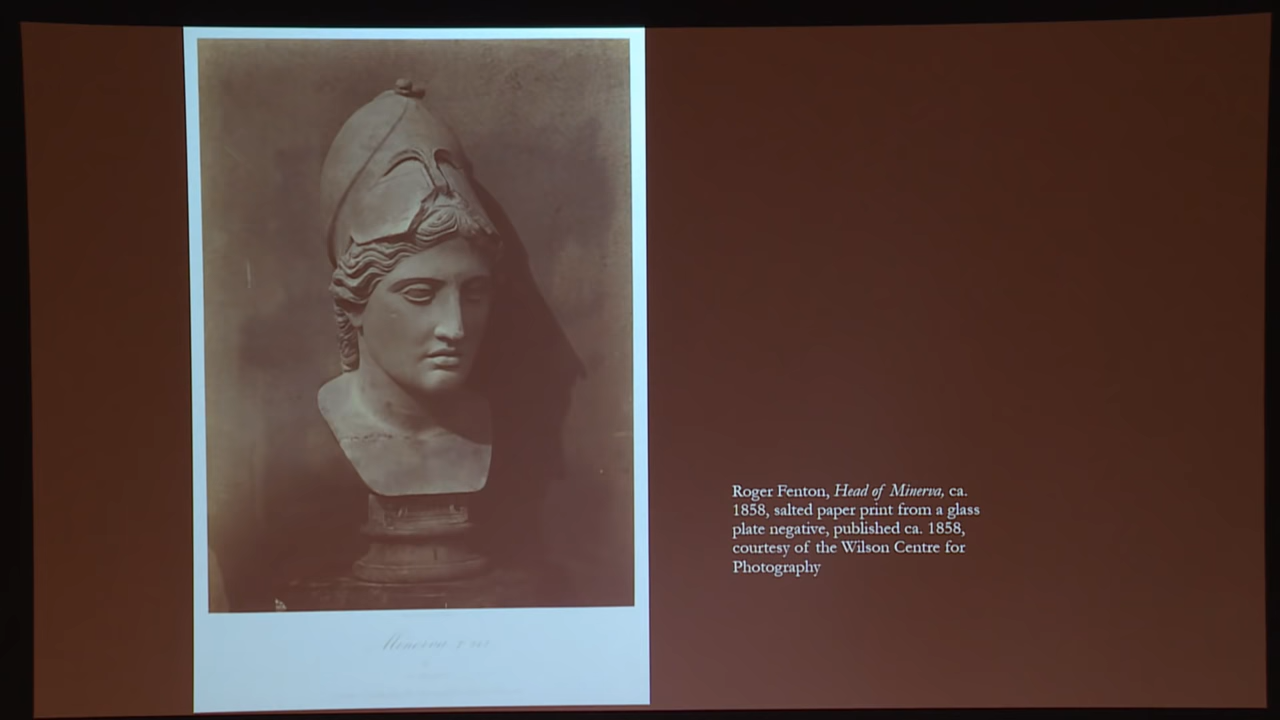 Minerva
Roger Fenton, Head of Minerva, ca.
1858, salted paper print from a glass
plate negative, published ca. 1858,
courtesy of the Wilson Centre for
Photography